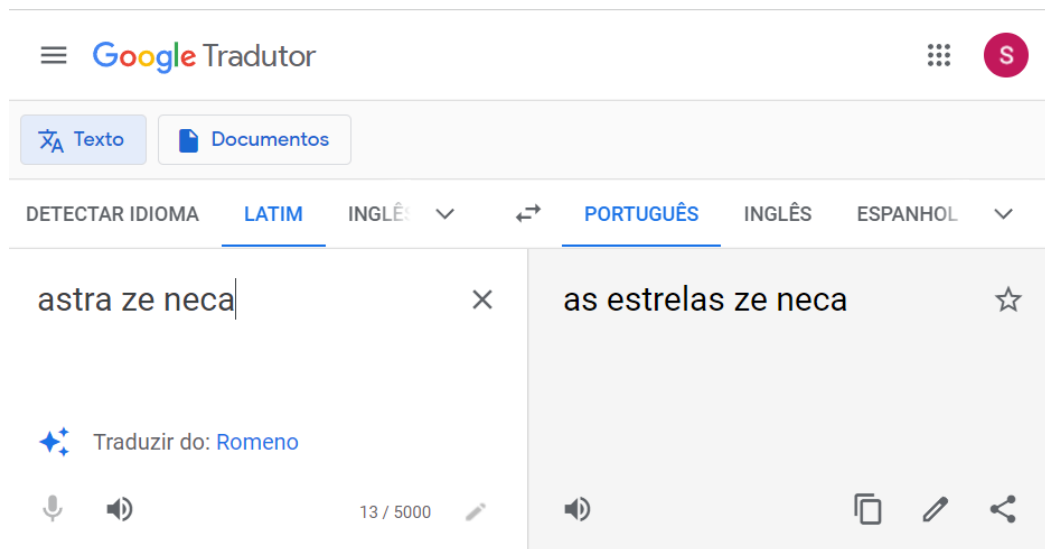 Google Tradutor
S
Texto
Documentos
DETECTAR IDIOMA LATIM INGLÊS PORTUGUÊS INGLÊS ESPANHOL
astra ze neca
as estrelas ze neca
Traduzir do: Romeno
13 / 5000